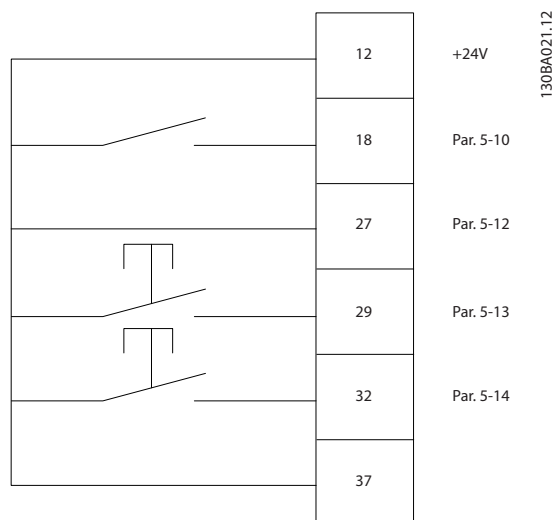 130BA021.12
12 +24V
18 Par. 5-10
27 Par. 5-12
29 Par. 5-13
32 Par. 5-14
37